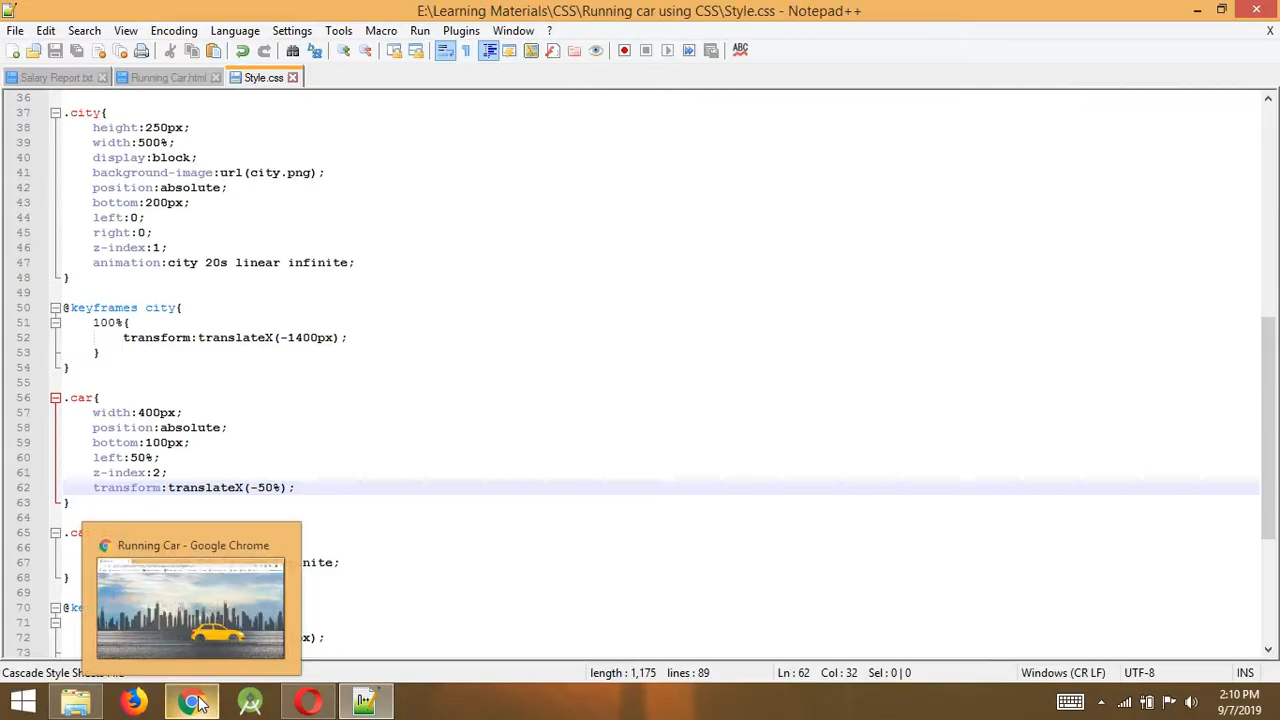 E:\Learning Materials\CSS\Running car using CSS\Style.css - Notepad++
File Edit Search View Encoding Language Settings Tools Macro Run Plugins Window ? X
ABC
Salary Report.txt Running Car.html Style.css
36
37 .city{
38 height:250px;
39 width:500%;
40 display:block;
41 background-image:url(city.png);
42 position:absolute;
43 bottom:200px;
44 left:0;
45 right:0;
46 z-index:1;
47 animation:city 20s linear infinite;
48 }
49
50 @keyframes city{
51 100%{
52 transform:translateX(-1400px);
53 }
54 }
55
56 .car{
57 width:400px;
58 position:absolute;
59 bottom:100px;
60 left:50%;
61 z-index:2;
62 transform:translateX(-50%);
63 }
64
65 .ca
66
67 nite;
68 }
69
70 @ke
71
72 x);
73
Running Car - Google Chrome
Cascade Style Sheets File length : 1,175 lines : 89 Ln : 62 Col : 32 Sel : 0 | 0 Windows (CR LF) UTF-8 INS
2:10 PM
9/7/2019